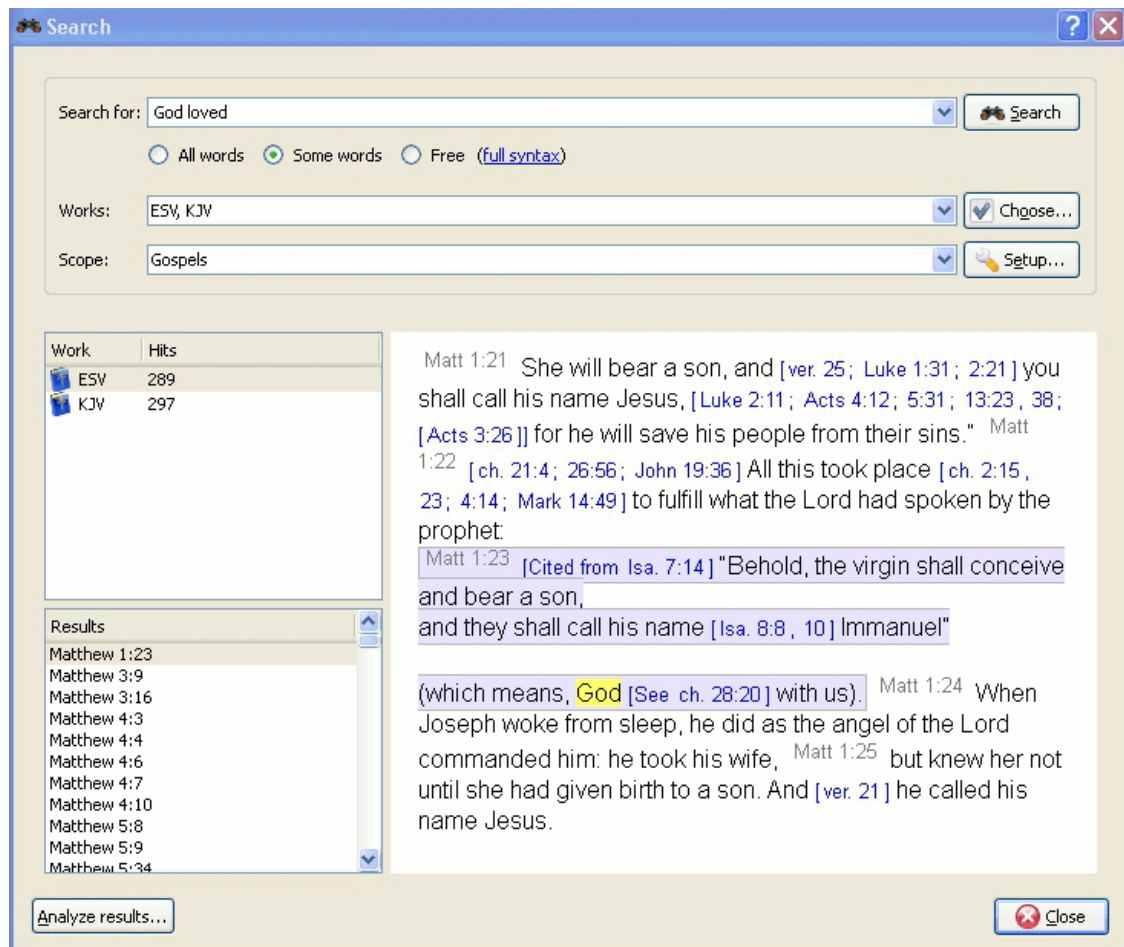 Search
Search for: God loved Search
All words Some words Free (full syntax)
Works: ESV, KJV Choose...
Scope: Gospels Setup...
Work Hits
ESV 289
KJV 297
Results
Matthew 1:23
Matthew 3:9
Matthew 3:16
Matthew 4:3
Matthew 4:4
Matthew 4:6
Matthew 4:7
Matthew 4:10
Matthew 5:8
Matthew 5:9
Matthew 5:34
Matt 1:21 She will bear a son, and [ver. 25; Luke 1:31; 2:21] you
shall call his name Jesus, [Luke 2:11; Acts 4:12; 5:31; 13:23, 38;
[Acts 3:26]] for he will save his people from their sins." Matt
1:22 [ch. 21:4; 26:56; John 19:36] All this took place [ch. 2:15,
23; 4:14; Mark 14:49] to fulfill what the Lord had spoken by the
prophet:
Matt 1:23 [Cited from Isa. 7:14] "Behold, the virgin shall conceive
and bear a son,
and they shall call his name [Isa. 8:8, 10] Immanuel"
(which means, God [See ch. 28:20] with us). Matt 1:24 When
Joseph woke from sleep, he did as the angel of the Lord
commanded him: he took his wife, Matt 1:25 but knew her not
until she had given birth to a son. And [ver. 21] he called his
name Jesus.
Analyze results... Close